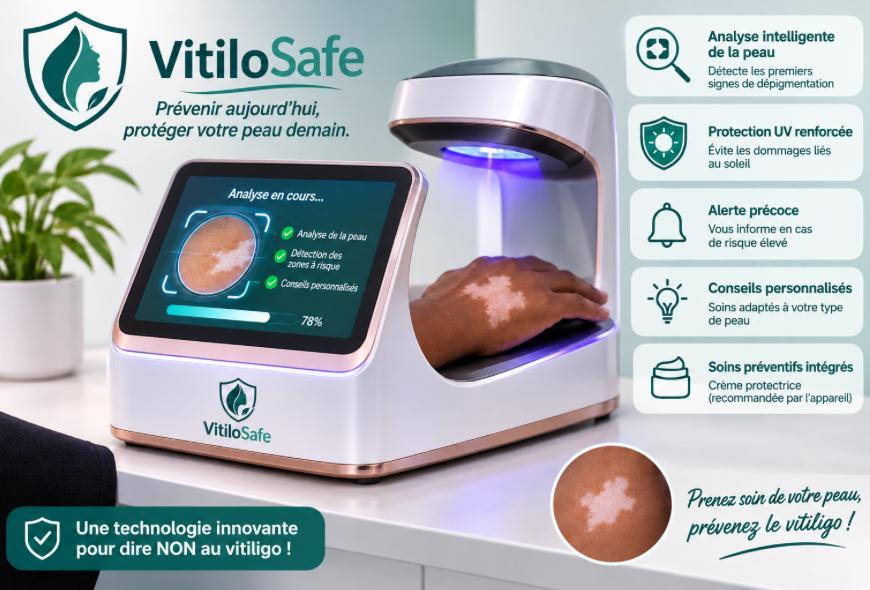 VitiloSafe
Prévenir aujourd'hui,
protéger votre peau demain.
Analyse en cours...
Analyse de la peau
Détection des
zones à risque
Conseils personnalisés
78%
VitiloSafe
Analyse intelligente
de la peau
Détecte les premiers
signes de dépigmentation
Protection UV renforcée
Évite les dommages liés
au soleil
Alerte précoce
Vous informe en cas
de risque élevé
Conseils personnalisés
Soins adaptés à votre type
de peau
Soins préventifs intégrés
Crème protectrice
(recommandée par l'appareil)
Une technologie innovante
pour dire NON au vitiligo !
Prenez soin de votre peau,
prévenez le vitiligo !